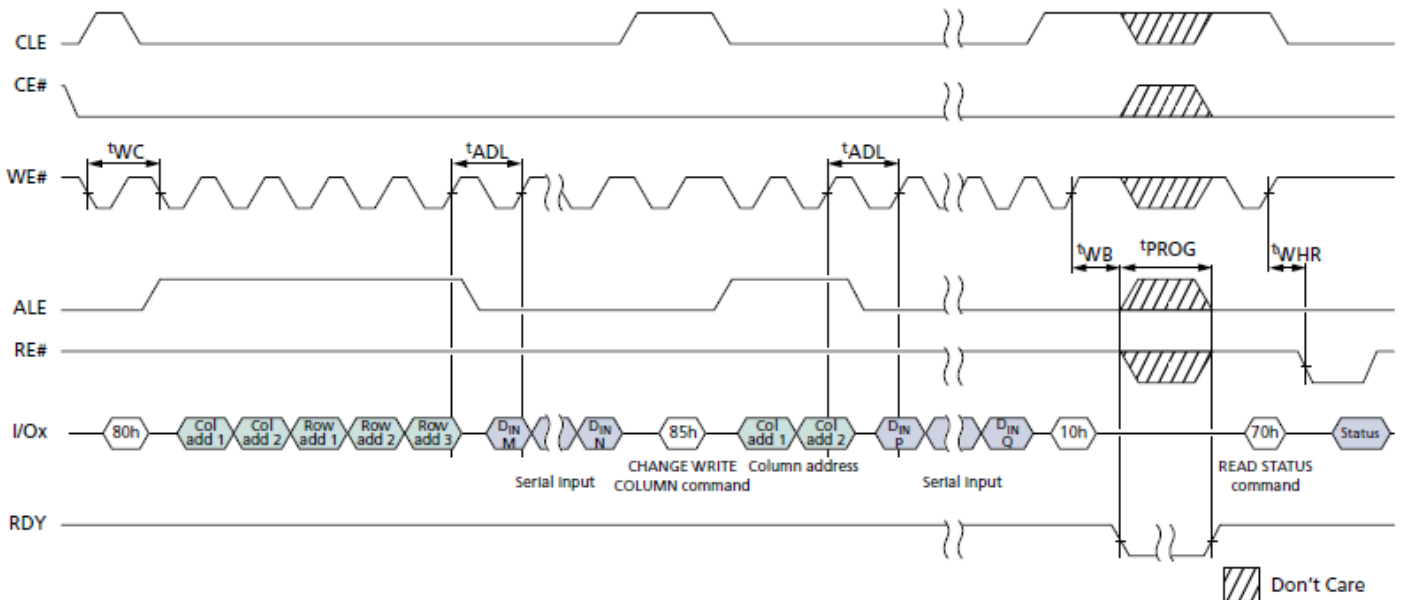 CLE
CE#
tWC
tADL
tADL
WE#
tWB
tPROG
tWHR
ALE
RE#
I/Ox
80h
Col add 1
Col add 2
Row add 1
Row add 2
Row add 3
DIN M
DIN N
85h
Col add 1
Col add 2
DIN P
DIN Q
10h
70h
Status
Serial input
CHANGE WRITE
COLUMN command
Column address
Serial input
READ STATUS
command
RDY
Don't Care